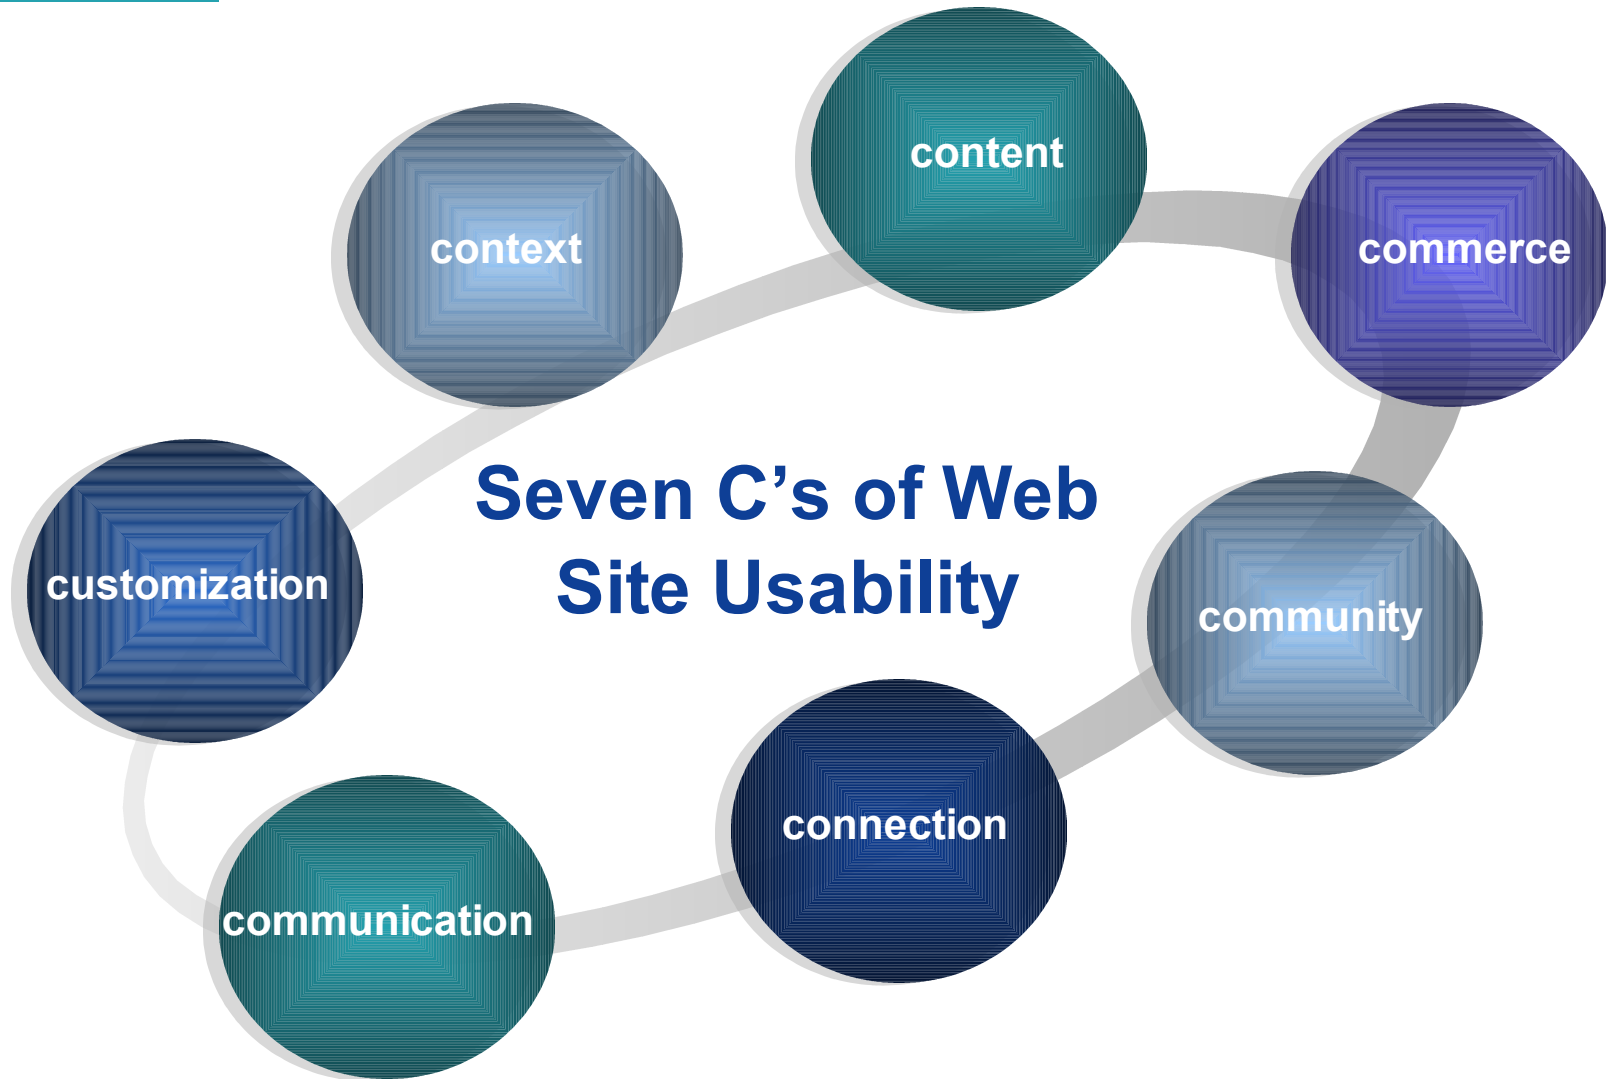 content
context
commerce
Seven C’s of Web
Site Usability
customization
community
connection
communication